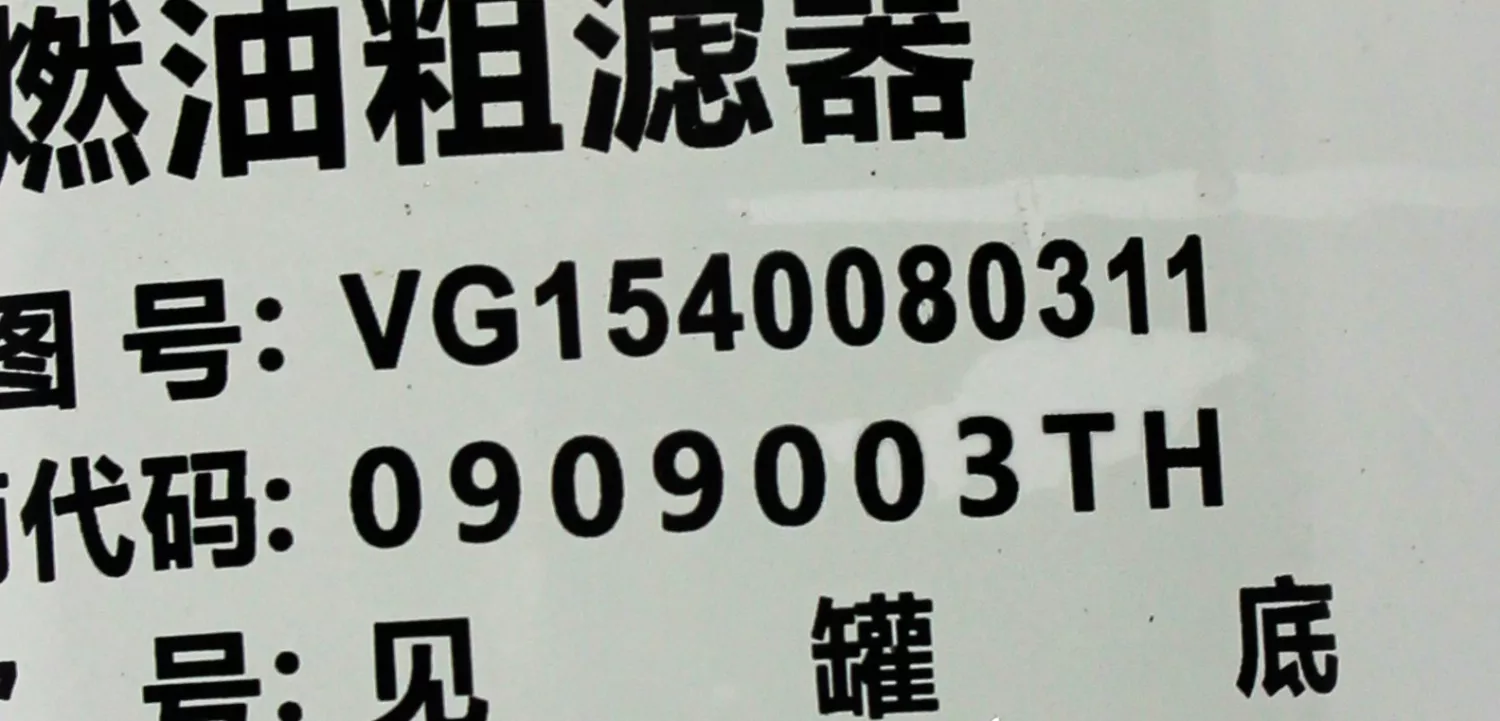 燃油粗滤器
图 号: VG1540080311
代码: 0909003TH
号: 见 罐 底